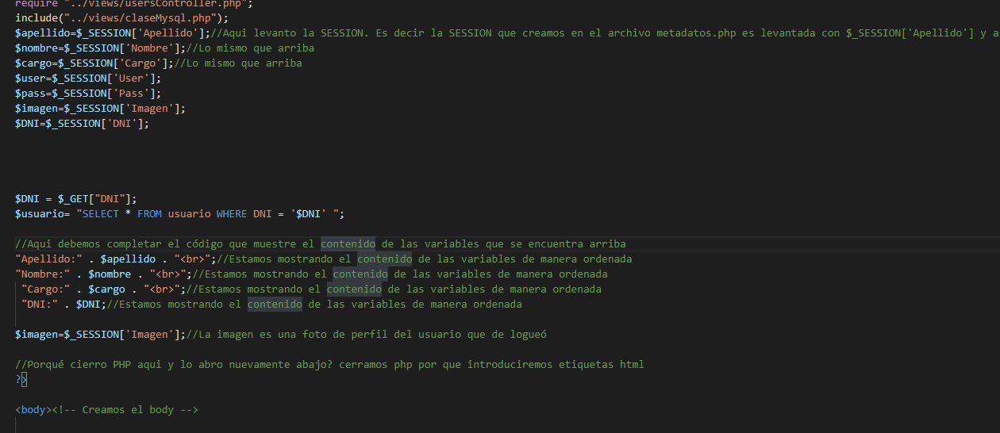 require "../views/usersController.php";
include("../views/claseMysql.php");
$apellido=$_SESSION['Apellido'];//Aqui levanto la SESSION. Es decir la SESSION que creamos en el archivo metadatos.php es levantada con $_SESSION['Apellido'] y a
$nombre=$_SESSION['Nombre'];//Lo mismo que arriba
$cargo=$_SESSION['Cargo'];//Lo mismo que arriba
$user=$_SESSION['User'];
$pass=$_SESSION['Pass'];
$imagen=$_SESSION['Imagen'];
$DNI=$_SESSION['DNI'];
$DNI = $_GET["DNI"];
$usuario= "SELECT * FROM usuario WHERE DNI = '$DNI' ";
//Aqui debemos completar el código que muestre el contenido de las variables que se encuentra arriba
"Apellido:" . $apellido . "<br>";//Estamos mostrando el contenido de las variables de manera ordenada
"Nombre:" . $nombre . "<br>";//Estamos mostrando el contenido de las variables de manera ordenada
"Cargo:" . $cargo . "<br>";//Estamos mostrando el contenido de las variables de manera ordenada
"DNI:" . $DNI;//Estamos mostrando el contenido de las variables de manera ordenada
$imagen=$_SESSION['Imagen'];//La imagen es una foto de perfil del usuario que de logueó
//Porqué cierro PHP aqui y lo abro nuevamente abajo? cerramos php por que introduciremos etiquetas html
?>
<body><!-- Creamos el body -->